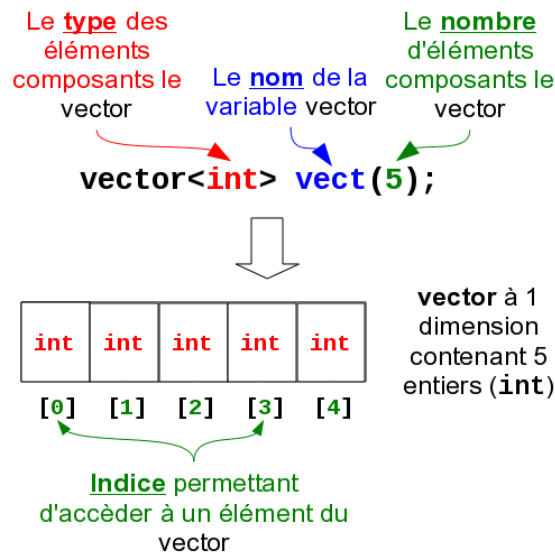 Le type des
éléments
composants le
vector
Le nom de la
variable vector
Le nombre
d'éléments
composants le
vector
vector<int> vect(5);
int int int int int
[0] [1] [2] [3] [4]
vector à 1
dimension
contenant 5
entiers (int)
Indice permettant
d'accèder à un élément du
vector